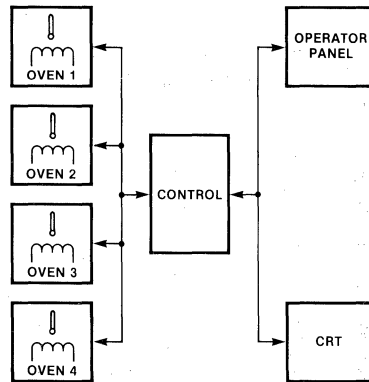 OVEN 1
OVEN 2
OVEN 3
OVEN 4
CONTROL
OPERATOR
PANEL
CRT